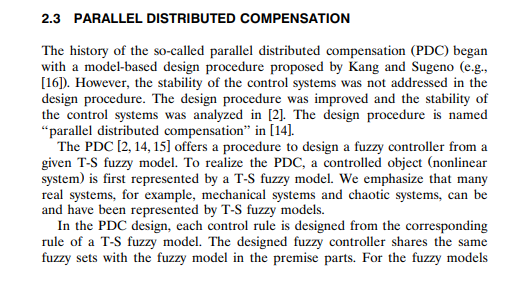 2.3 PARALLEL DISTRIBUTED COMPENSATION
The history of the so-called parallel distributed compensation (PDC) began
with a model-based design procedure proposed by Kang and Sugeno (e.g.,
[16]). However, the stability of the control systems was not addressed in the
design procedure. The design procedure was improved and the stability of
the control systems was analyzed in [2]. The design procedure is named
“parallel distributed compensation” in [14].
The PDC [2, 14, 15] offers a procedure to design a fuzzy controller from a
given T-S fuzzy model. To realize the PDC, a controlled object (nonlinear
system) is first represented by a T-S fuzzy model. We emphasize that many
real systems, for example, mechanical systems and chaotic systems, can be
and have been represented by T-S fuzzy models.
In the PDC design, each control rule is designed from the corresponding
rule of a T-S fuzzy model. The designed fuzzy controller shares the same
fuzzy sets with the fuzzy model in the premise parts. For the fuzzy models